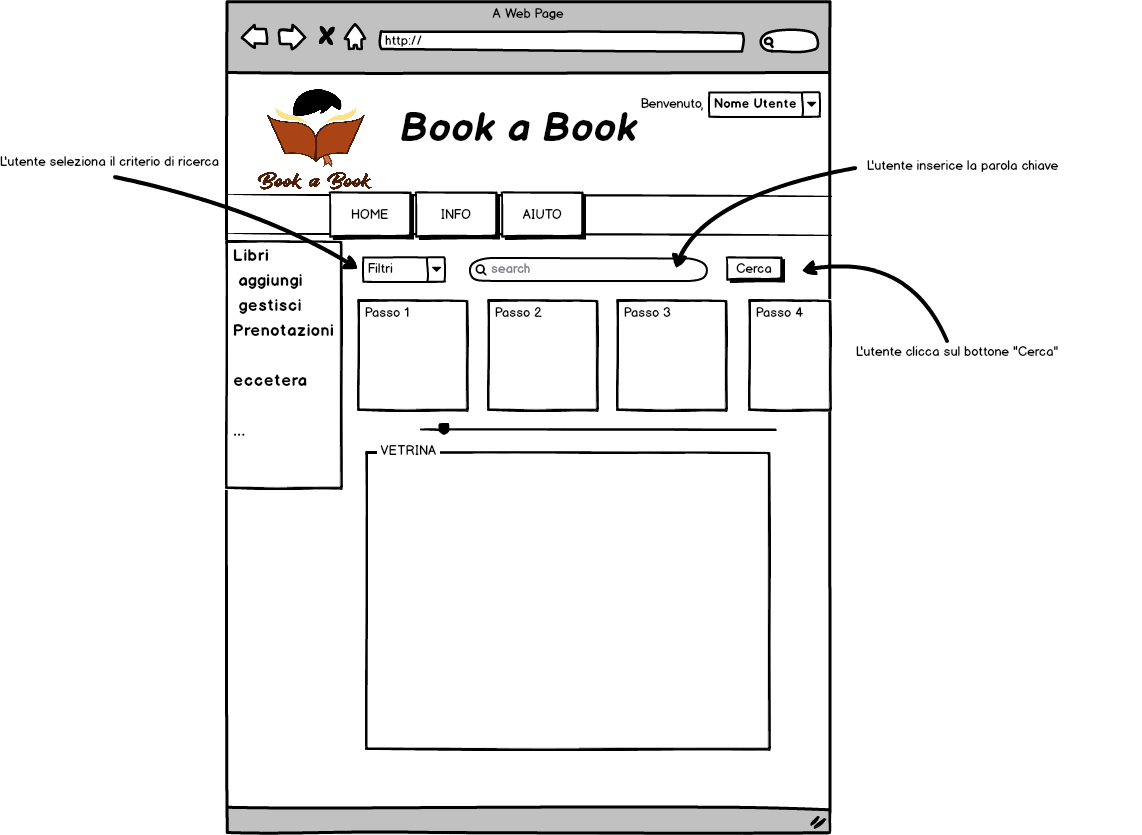 A Web Page
http://
Benvenuto,
Nome Utente
Book a Book
Book a Book
L'utente seleziona il criterio di ricerca
L'utente inserice la parola chiave
HOME
INFO
AIUTO
Libri
aggiungi
gestisci
Prenotazioni
eccetera
...
Filtri
search
Cerca
Passo 1
Passo 2
Passo 3
Passo 4
L'utente clicca sul bottone "Cerca"
VETRINA